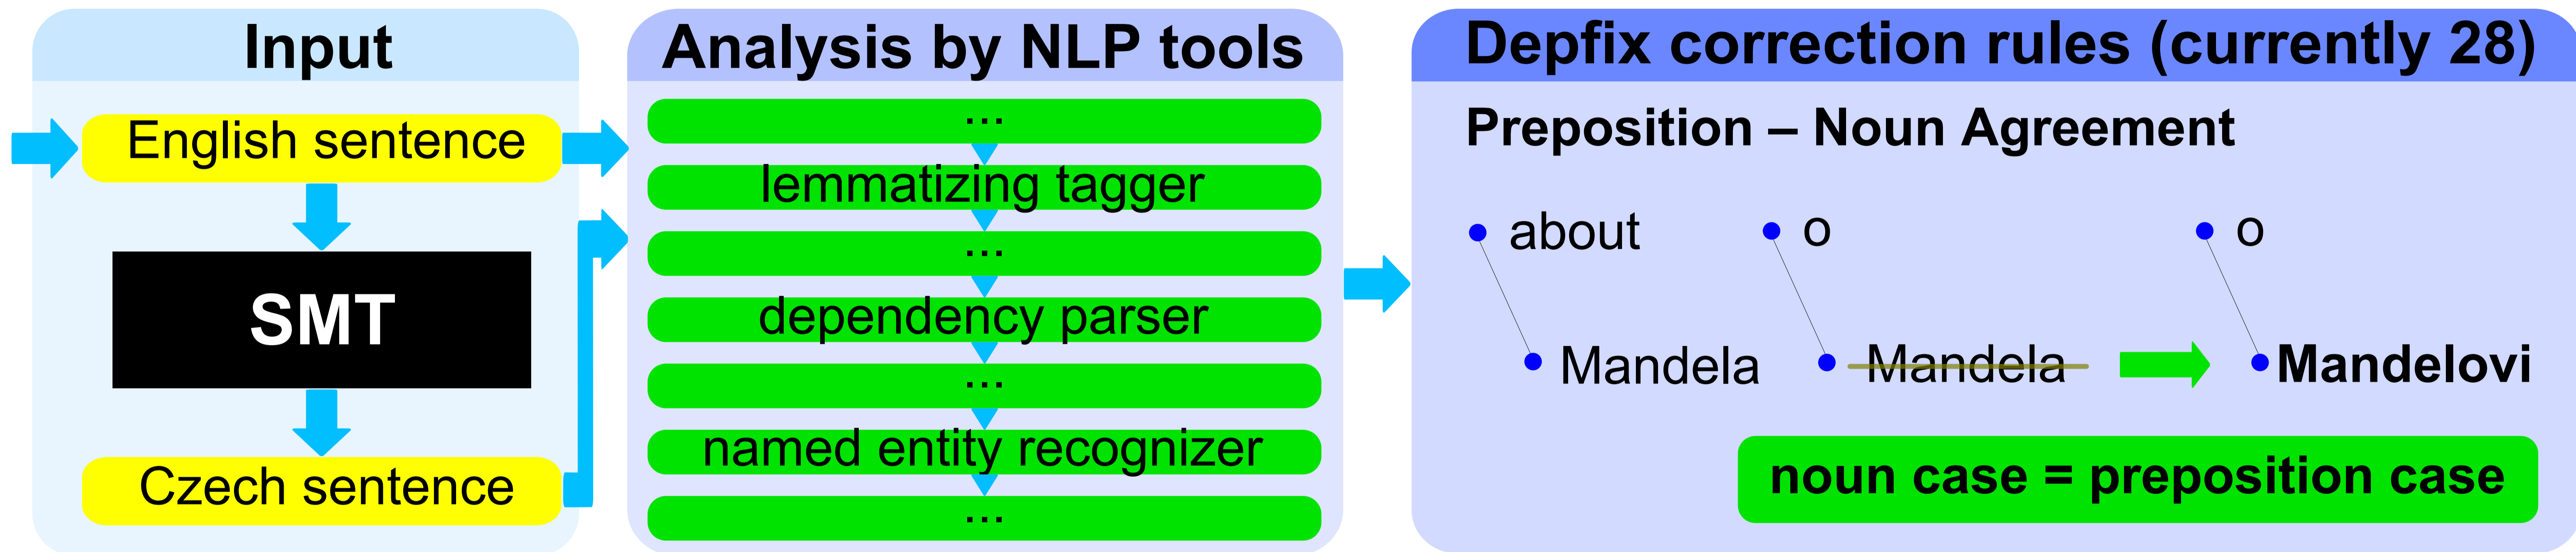 Input
English sentence
SMT
Czech sentence
Analysis by NLP tools
...
lemmatizing tagger
...
dependency parser
...
named entity recognizer
...
Depfix correction rules (currently 28)
Preposition – Noun Agreement
about o o
Mandela Mandela Mandelovi
noun case = preposition case